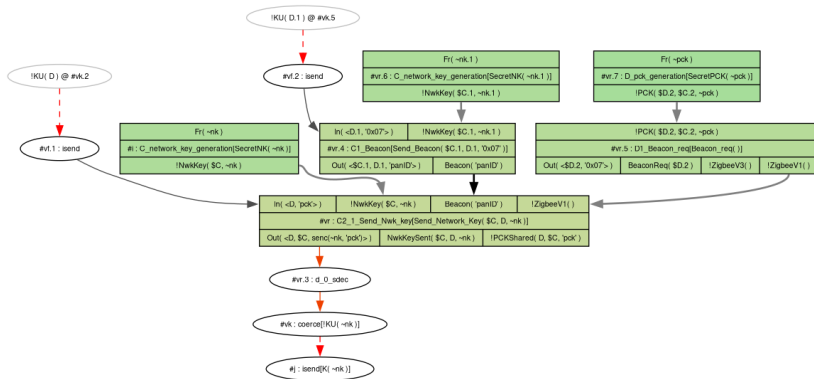 !KU( D.1 ) @ #vk.5
!KU( D ) @ #vk.2
#vf.2 : isend
Fr( ~nk.1 )
#vr.6 : C_network_key_generation[SecretNK( ~nk.1 )]
!NwkKey( $C.1, ~nk.1 )
Fr( ~pck )
#vr.7 : D_pck_generation[SecretPCK( ~pck )]
!PCK( $D.2, $C.2, ~pck )
#vf.1 : isend
Fr( ~nk )
#i : C_network_key_generation[SecretNK( ~nk )]
!NwkKey( $C, ~nk )
In( <D.1, '0x07'> ) !NwkKey( $C.1, ~nk.1 )
#vr.4 : C1_Beacon[Send_Beacon( $C.1, D.1, '0x07' )]
Out( <$C.1, D.1, 'panID'> ) Beacon( 'panID' )
!PCK( $D.2, $C.2, ~pck )
#vr.5 : D1_Beacon_req[Beacon_req( )]
Out( <$D.2, '0x07'> ) BeaconReq( $D.2 ) !ZigbeeV3( ) !ZigbeeV1( )
In( <D, 'pck'> ) !NwkKey( $C, ~nk ) Beacon( 'panID' ) !ZigbeeV1( )
#vr : C2_1_Send_Nwk_key[Send_Network_Key( $C, D, ~nk )]
Out( <D, $C, senc(~nk, 'pck')> ) NwkKeySent( $C, D, ~nk ) !PCKShared( D, $C, 'pck' )
#vr.3 : d_0_sdec
#vk : coerce[!KU( ~nk )]
#j : isend[K( ~nk )]